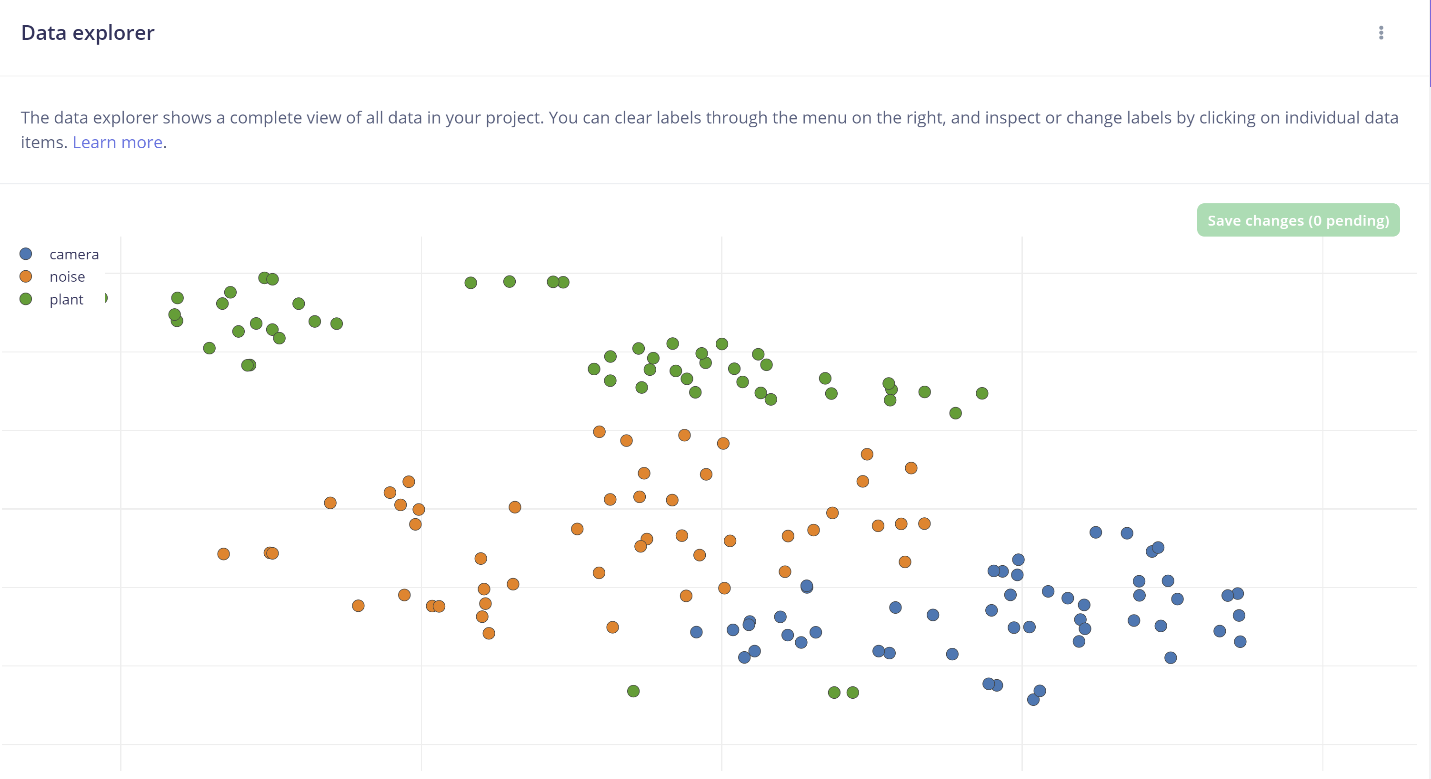 Data explorer
The data explorer shows a complete view of all data in your project. You can clear labels through the menu on the right, and inspect or change labels by clicking on individual data
items. Learn more.
Save changes (0 pending)
camera
noise
plant